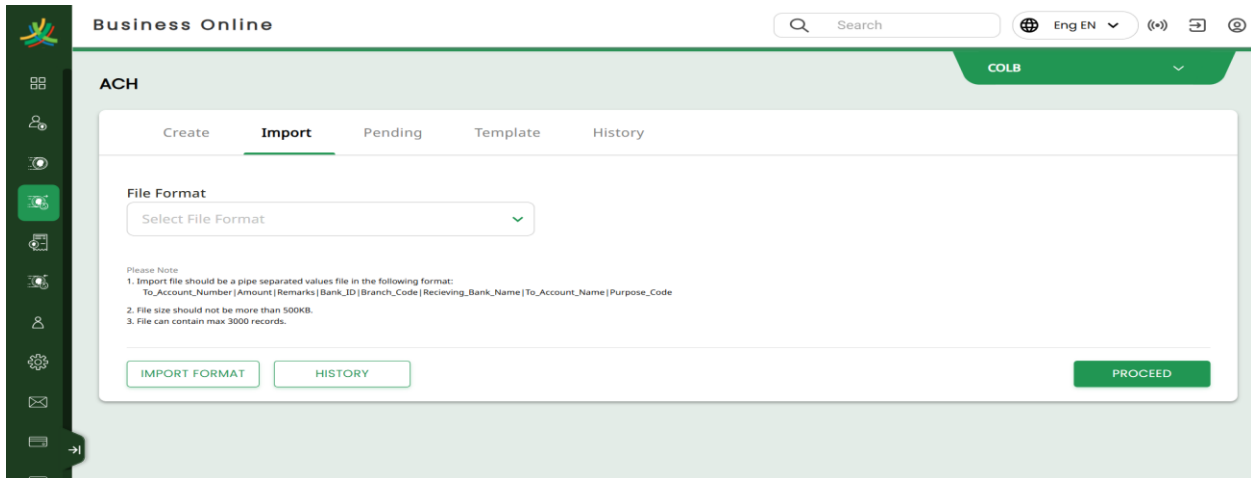 Business Online
Search
Eng EN
COLB
ACH
Create Import Pending Template History
File Format
Select File Format
Please Note
1. Import file should be a pipe separated values file in the following format:
To_Account_Number|Amount|Remarks|Bank_ID|Branch_Code|Recieving_Bank_Name|To_Account_Name|Purpose_Code
2. File size should not be more than 500KB.
3. File can contain max 3000 records.
IMPORT FORMAT HISTORY PROCEED